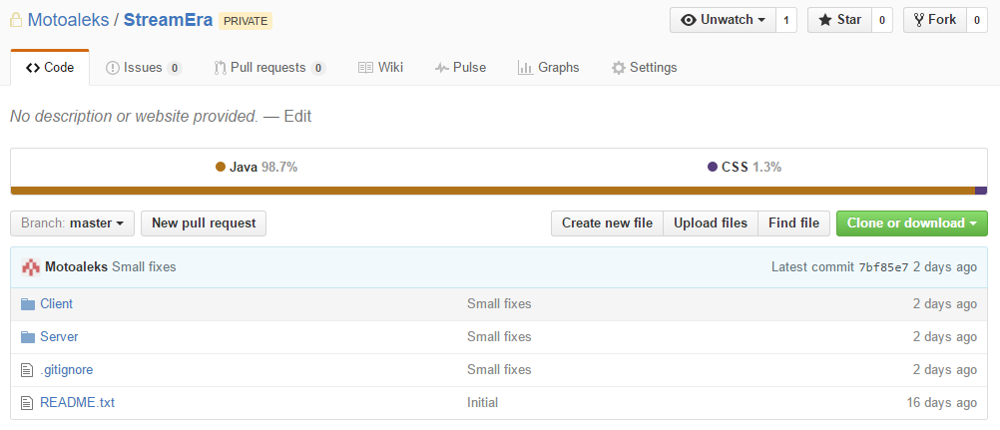 Motoaleks / StreamEra PRIVATE Unwatch 1 Star 0 Fork 0
Code Issues 0 Pull requests 0 Wiki Pulse Graphs Settings
No description or website provided. — Edit
Java 98.7% CSS 1.3%
Branch: master New pull request Create new file Upload files Find file Clone or download
Motoaleks Small fixes Latest commit 7bf85e7 2 days ago
Client Small fixes 2 days ago
Server Small fixes 2 days ago
.gitignore Small fixes 2 days ago
README.txt Initial 16 days ago